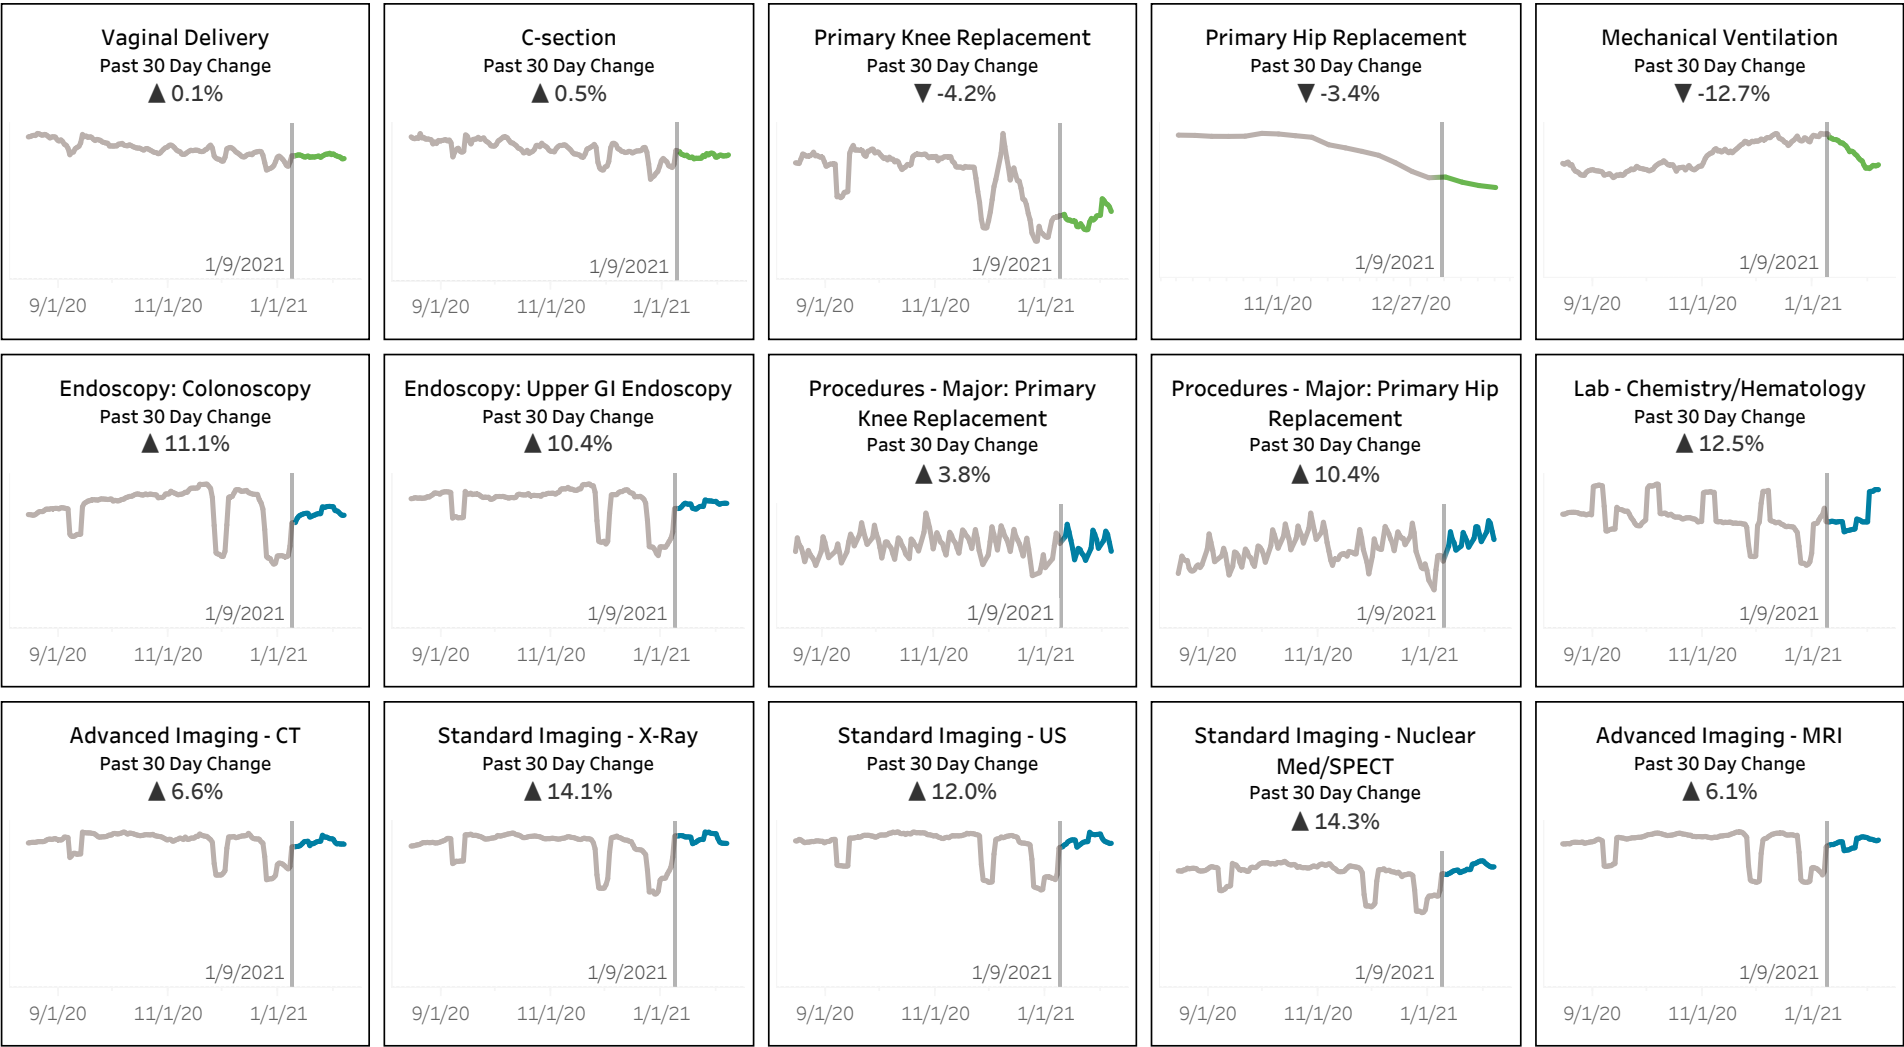 Vaginal Delivery
Past 30 Day Change
▲ 0.1%
1/9/2021
9/1/20 11/1/20 1/1/21
C-section
Past 30 Day Change
▲ 0.5%
1/9/2021
9/1/20 11/1/20 1/1/21
Primary Knee Replacement
Past 30 Day Change
▼ -4.2%
1/9/2021
9/1/20 11/1/20 1/1/21
Primary Hip Replacement
Past 30 Day Change
▼ -3.4%
1/9/2021
11/1/20 12/27/20
Mechanical Ventilation
Past 30 Day Change
▼ -12.7%
1/9/2021
9/1/20 11/1/20 1/1/21
Endoscopy: Colonoscopy
Past 30 Day Change
▲ 11.1%
1/9/2021
9/1/20 11/1/20 1/1/21
Endoscopy: Upper GI Endoscopy
Past 30 Day Change
▲ 10.4%
1/9/2021
9/1/20 11/1/20 1/1/21
Procedures - Major: Primary
Knee Replacement
Past 30 Day Change
▲ 3.8%
1/9/2021
9/1/20 11/1/20 1/1/21
Procedures - Major: Primary Hip
Replacement
Past 30 Day Change
▲ 10.4%
1/9/2021
9/1/20 11/1/20 1/1/21
Lab - Chemistry/Hematology
Past 30 Day Change
▲ 12.5%
1/9/2021
9/1/20 11/1/20 1/1/21
Advanced Imaging - CT
Past 30 Day Change
▲ 6.6%
1/9/2021
9/1/20 11/1/20 1/1/21
Standard Imaging - X-Ray
Past 30 Day Change
▲ 14.1%
1/9/2021
9/1/20 11/1/20 1/1/21
Standard Imaging - US
Past 30 Day Change
▲ 12.0%
1/9/2021
9/1/20 11/1/20 1/1/21
Standard Imaging - Nuclear
Med/SPECT
Past 30 Day Change
▲ 14.3%
1/9/2021
9/1/20 11/1/20 1/1/21
Advanced Imaging - MRI
Past 30 Day Change
▲ 6.1%
1/9/2021
9/1/20 11/1/20 1/1/21